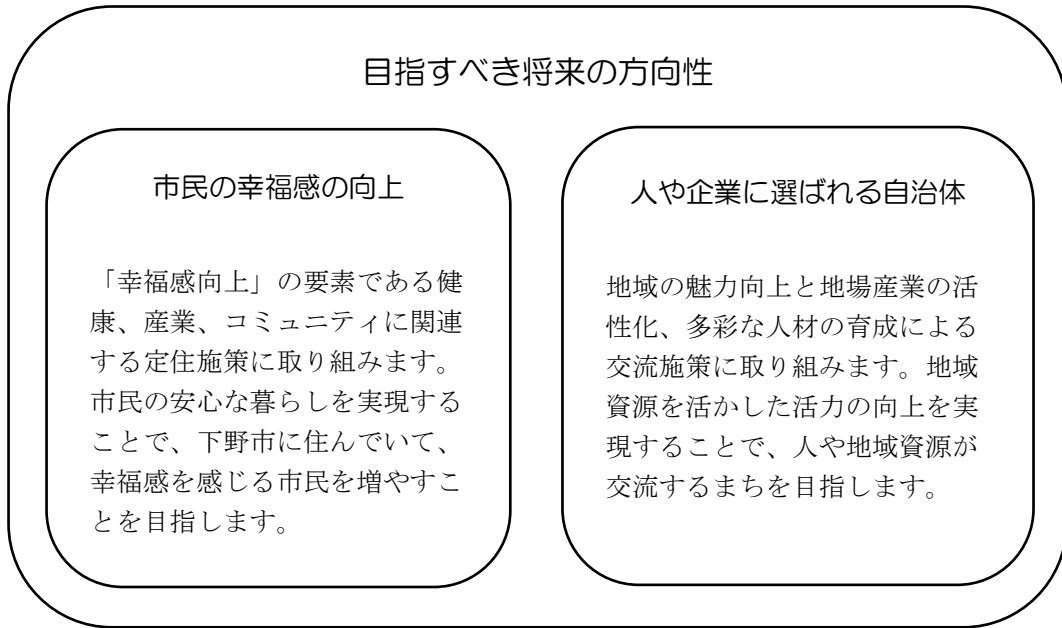 目指すべき将来の方向性
市民の幸福感の向上
「幸福感向上」の要素である健
康、産業、コミュニティに関連
する定住施策に取り組みます。
市民の安心な暮らしを実現する
ことで、下野市に住んでいて、
幸福感を感じる市民を増やすこ
とを目指します。
人や企業に選ばれる自治体
地域の魅力向上と地場産業の活
性化、多彩な人材の育成による
交流施策に取り組みます。地域
資源を活かした活力の向上を実
現することで、人や地域資源が
交流するまちを目指します。